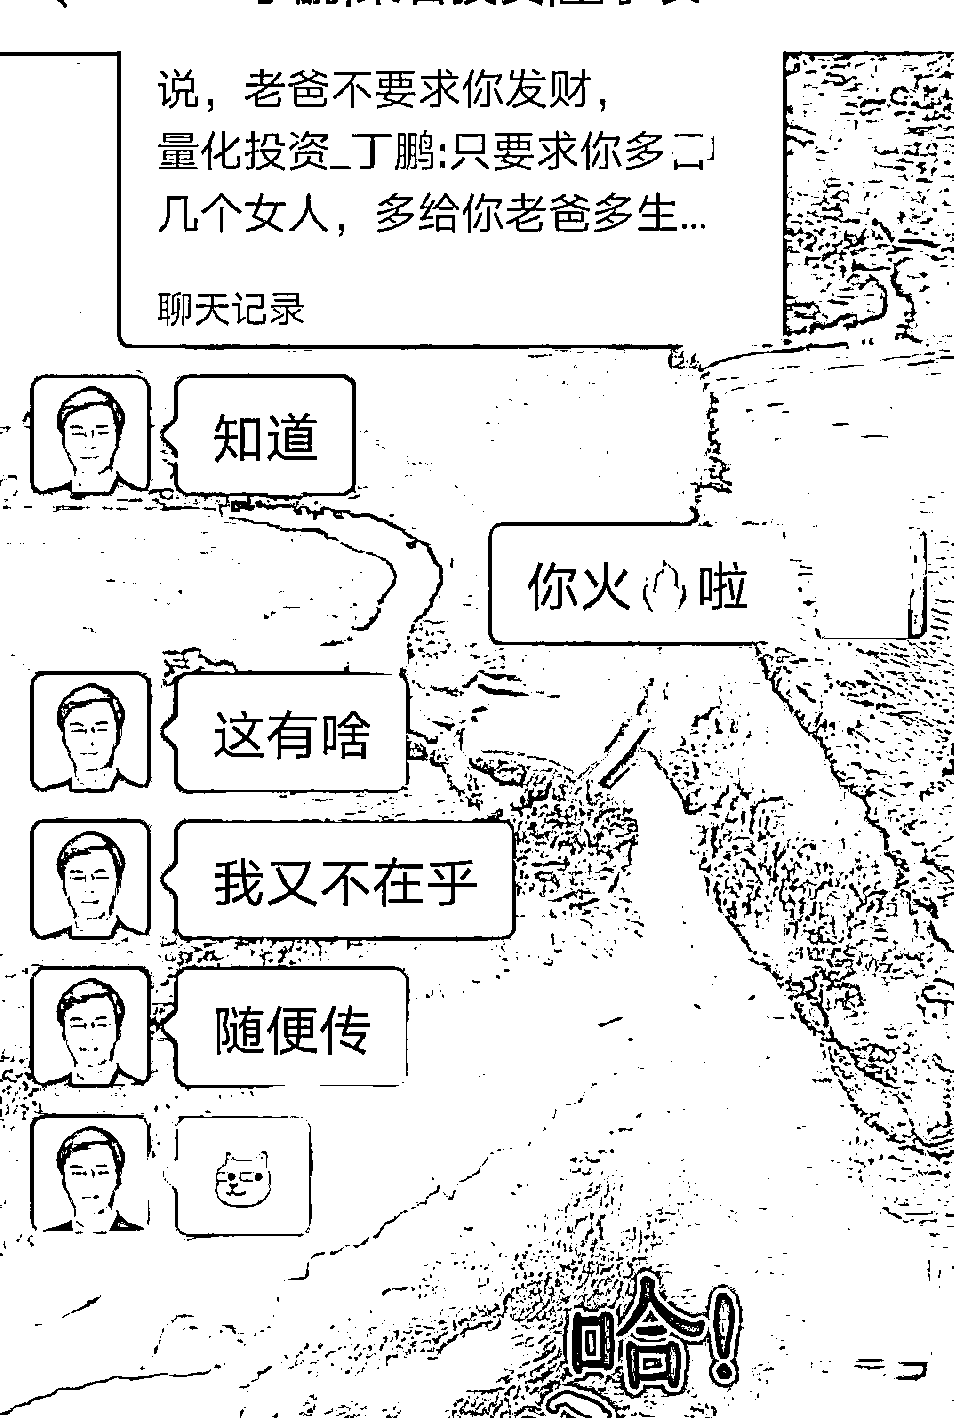 说，老爸不要求你发财，
量化投资_丁鹏:只要求你多
几个女人，多给你老爸多生...
聊天记录
知道
你火🔥啦
这有啥
我又不在乎
随便传
哈!